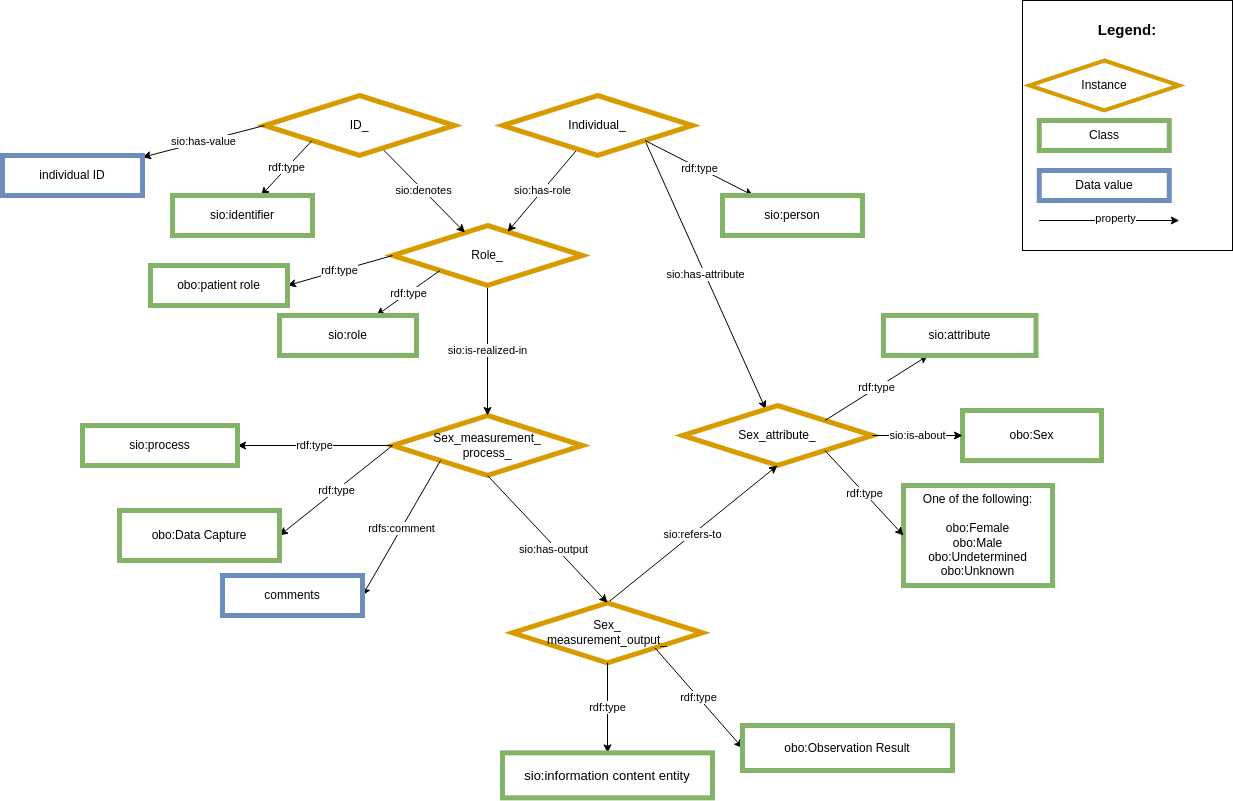 Legend:
Instance
Class
Data value
property
ID_
Individual_
sio:has-value
rdf:type
individual ID
sio:identifier
sio:denotes
sio:has-role
rdf:type
sio:person
Role_
rdf:type
obo:patient role
rdf:type
sio:role
sio:has-attribute
sio:is-realized-in
sio:attribute
rdf:type
sio:process
rdf:type
Sex_measurement_
process_
Sex_attribute_
sio:is-about
obo:Sex
rdf:type
obo:Data Capture
rdfs:comment
comments
sio:has-output
sio:refers-to
rdf:type
One of the following:
obo:Female
obo:Male
obo:Undetermined
obo:Unknown
Sex_
measurement_output_
rdf:type
rdf:type
obo:Observation Result
sio:information content entity